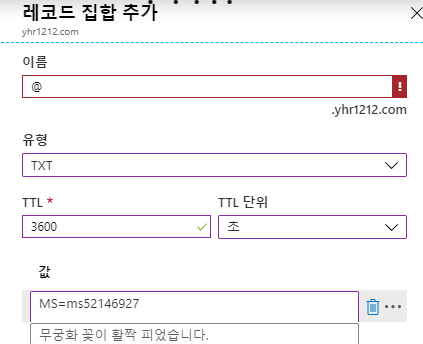 레코드 집합 추가
yhr1212.com
이름
@
.yhr1212.com
유형
TXT
TTL *
TTL 단위
3600
초
값
MS=ms52146927
무궁화 꽃이 활짝 피었습니다.